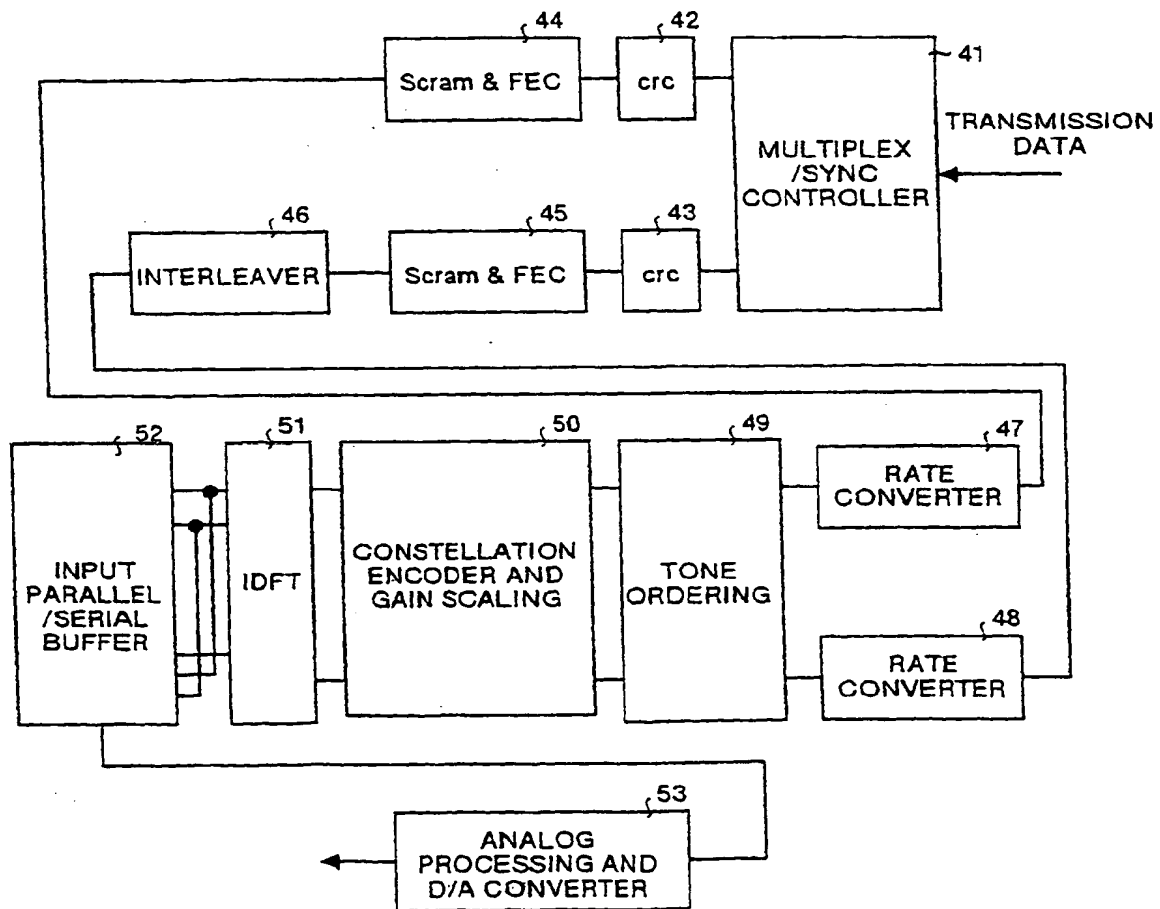 44
42
41
Scram & FEC
crc
MULTIPLEX
/SYNC
CONTROLLER
TRANSMISSION
DATA
46
45
43
INTERLEAVER
Scram & FEC
crc
52
51
50
49
47
INPUT
PARALLEL
/SERIAL
BUFFER
IDFT
CONSTELLATION
ENCODER AND
GAIN SCALING
TONE
ORDERING
RATE
CONVERTER
48
RATE
CONVERTER
53
ANALOG
PROCESSING AND
D/A CONVERTER